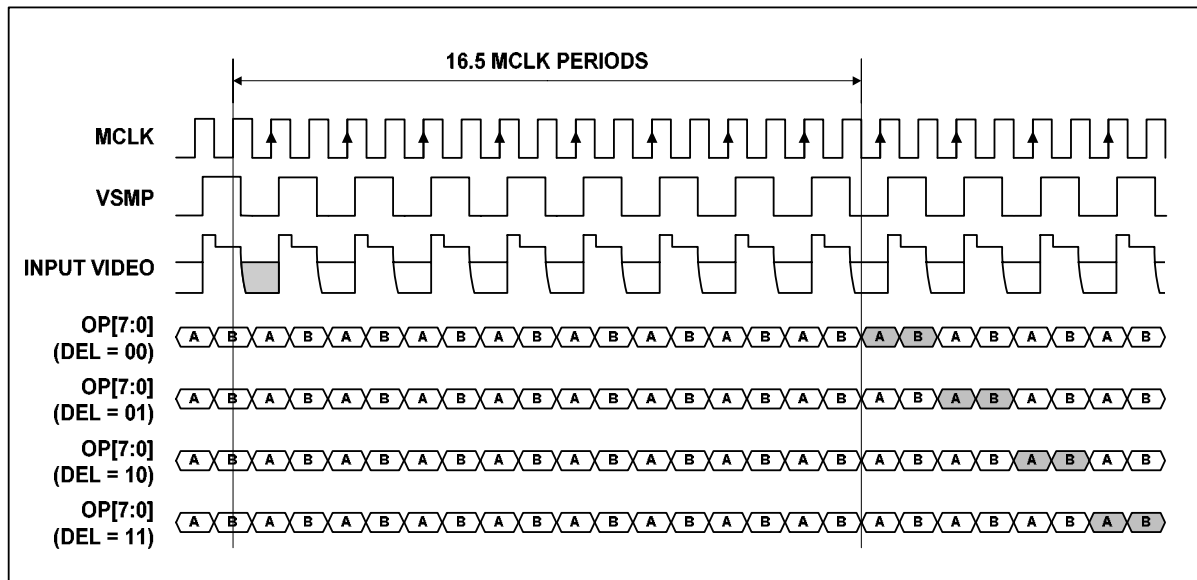 16.5 MCLK PERIODS
MCLK
VSMP
INPUT VIDEO
OP[7:0]
(DEL = 00)
A B A B A B A B A B A B A B A B A B A B A B A B A B
OP[7:0]
(DEL = 01)
A B A B A B A B A B A B A B A B A B A B A B A B A B
OP[7:0]
(DEL = 10)
A B A B A B A B A B A B A B A B A B A B A B A B A B
OP[7:0]
(DEL = 11)
A B A B A B A B A B A B A B A B A B A B A B A B A B